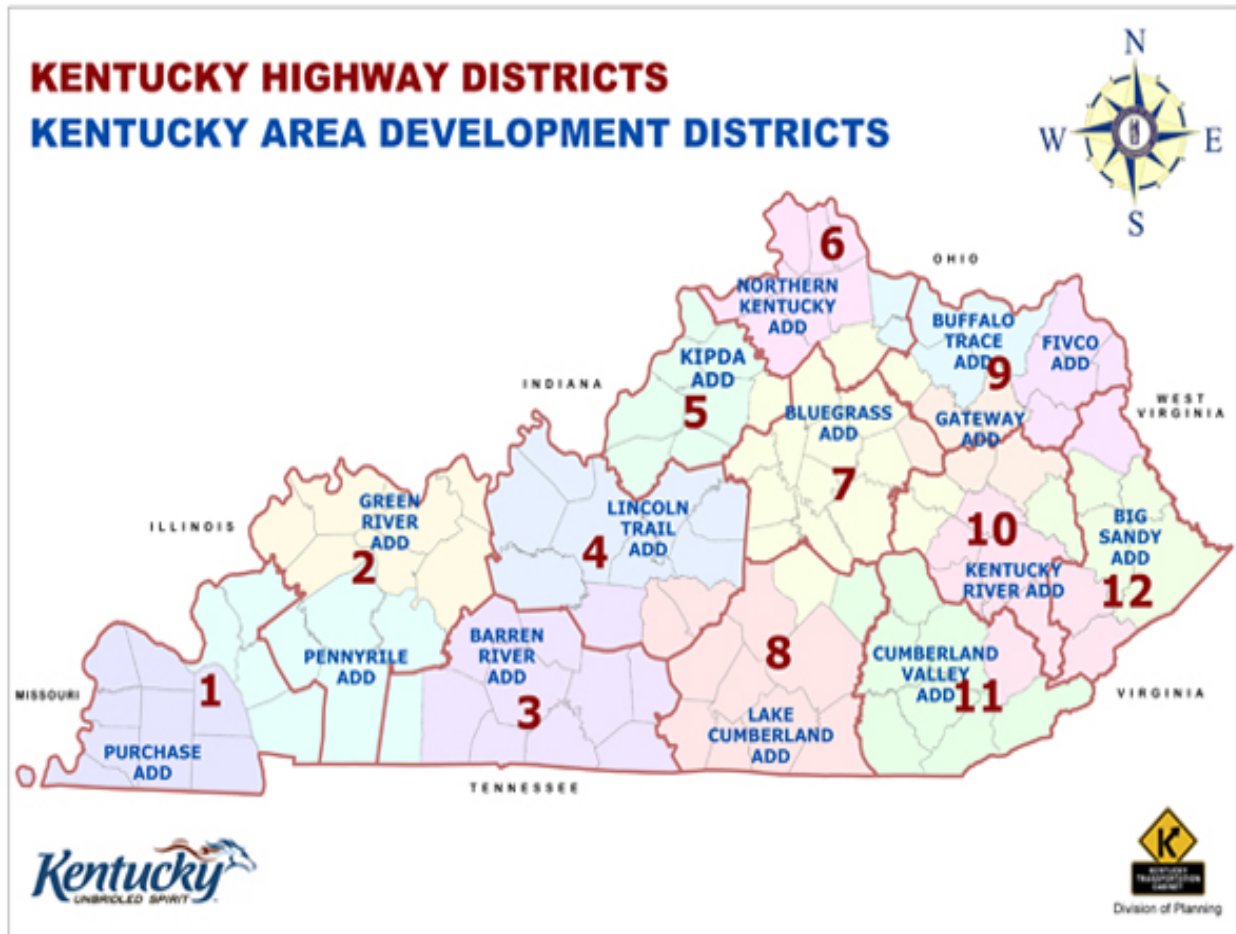 KENTUCKY HIGHWAY DISTRICTS
KENTUCKY AREA DEVELOPMENT DISTRICTS
N
W
E
S
OHIO
6
NORTHERN
KENTUCKY
ADD
BUFFALO
TRACE
ADD
9
FIVCO
ADD
KIPDA
ADD
5
INDIANA
WEST
VIRGINIA
BLUEGRASS
ADD
7
GATEWAY
ADD
ILLINOIS
GREEN
RIVER
ADD
2
LINCOLN
TRAIL
ADD
4
10
KENTUCKY
RIVER ADD
BIG
SANDY
ADD
12
PENNYRILE
ADD
BARREN
RIVER
ADD
3
8
LAKE
CUMBERLAND
ADD
CUMBERLAND
VALLEY
ADD
11
VIRGINIA
MISSOURI
1
PURCHASE
ADD
TENNESSEE
Kentucky
UNBRIDLED SPIRIT
K
KENTUCKY
TRANSPORTATION
CABINET
Division of Planning